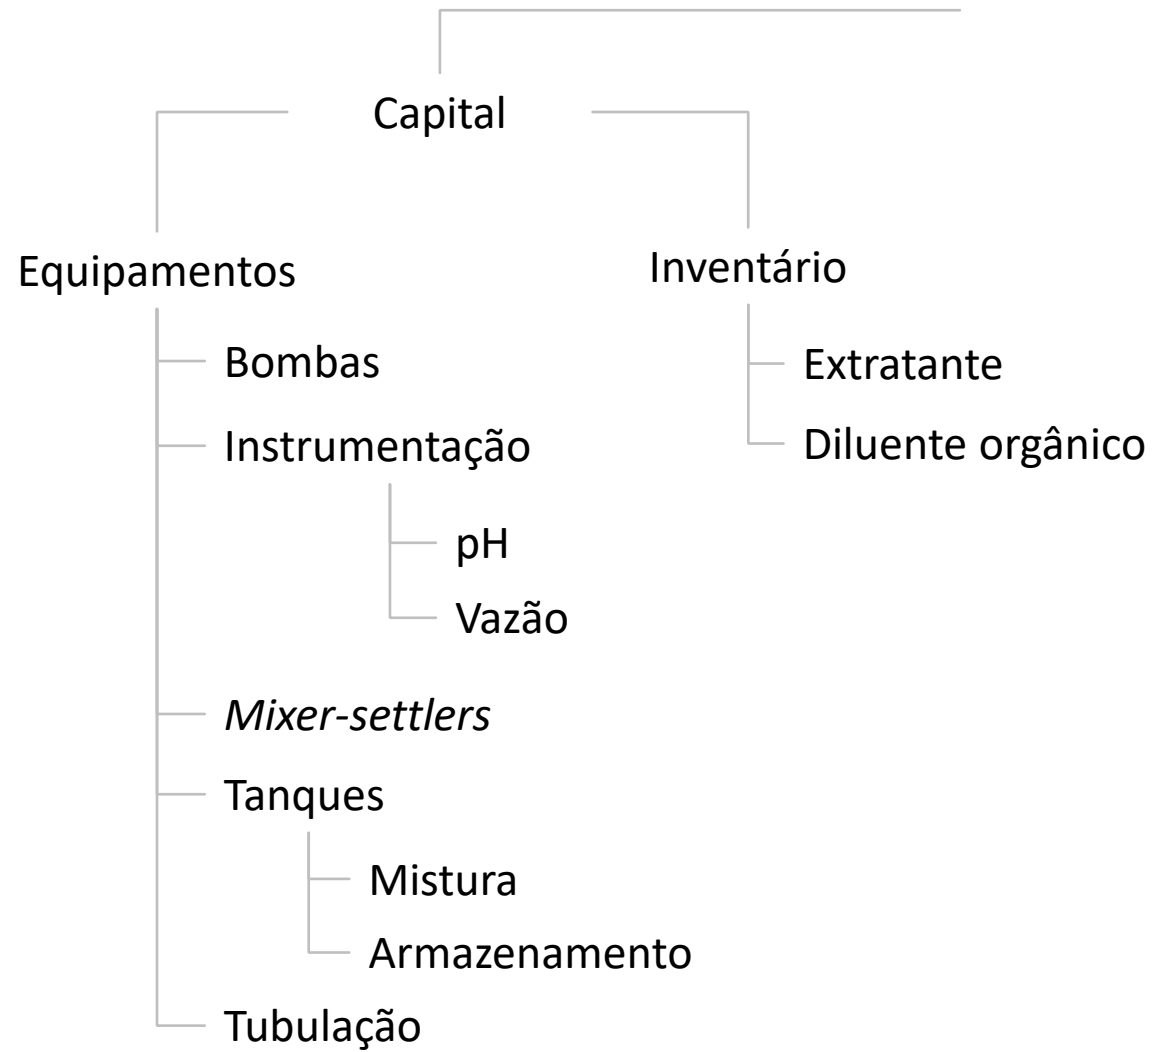 Capital
Equipamentos
Bombas
Instrumentação
pH
Vazão
Mixer-settlers
Tanques
Mistura
Armazenamento
Tubulação
Inventário
Extratante
Diluente orgânico